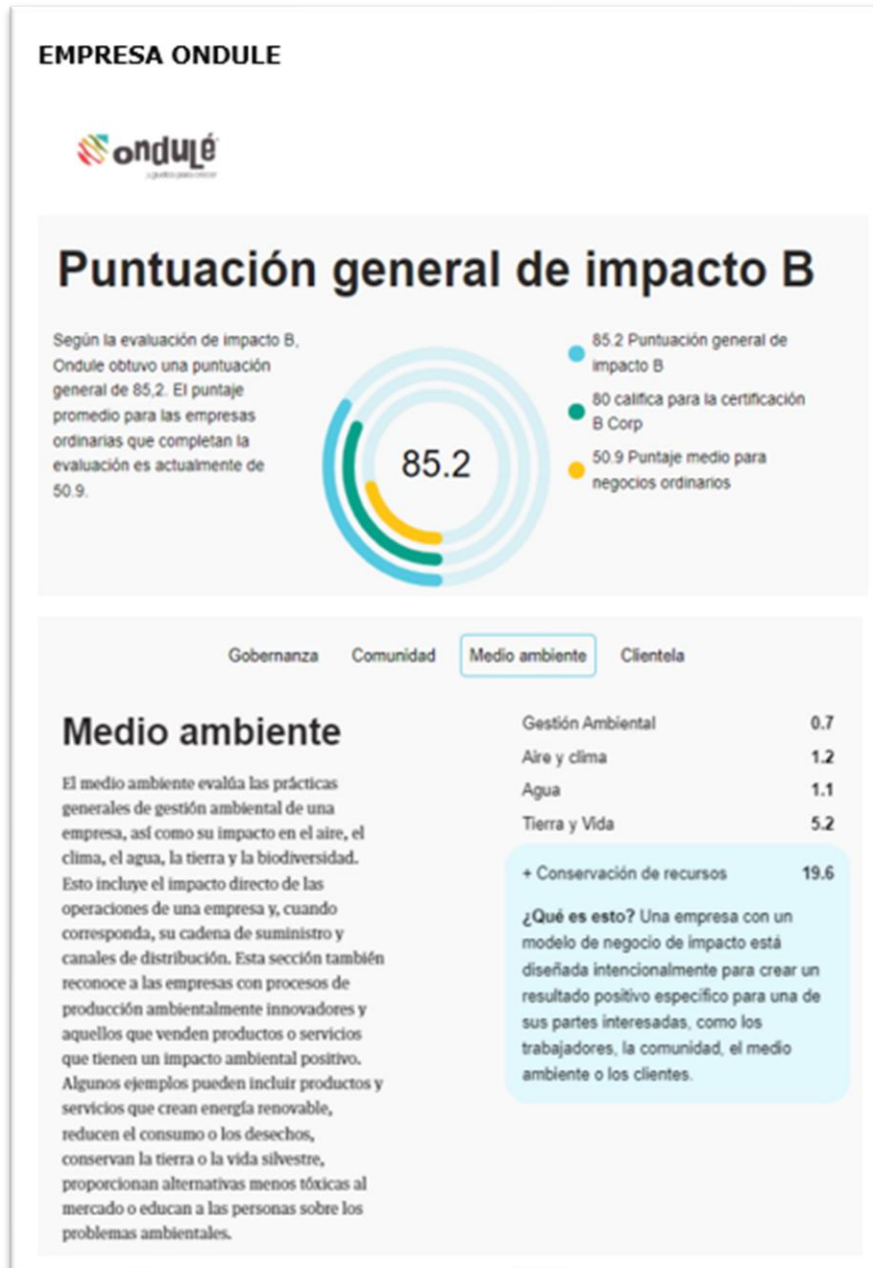 EMPRESA ONDULE
ondulé
Puntuación general de impacto B
Según la evaluación de impacto B,
Ondule obtuvo una puntuación
general de 85,2. El puntaje
promedio para las empresas
ordinarias que completan la
evaluación es actualmente de
50.9.
85.2
85.2 Puntuación general de
impacto B
80 califica para la certificación
B Corp
50.9 Puntaje medio para
negocios ordinarios
Gobernanza Comunidad Medio ambiente Clientela
Medio ambiente
El medio ambiente evalúa las prácticas
generales de gestión ambiental de una
empresa, así como su impacto en el aire, el
clima, el agua, la tierra y la biodiversidad.
Esto incluye el impacto directo de las
operaciones de una empresa y, cuando
corresponda, su cadena de suministro y
canales de distribución. Esta sección también
reconoce a las empresas con procesos de
producción ambientalmente innovadores y
aquellos que venden productos o servicios
que tienen un impacto ambiental positivo.
Algunos ejemplos pueden incluir productos y
servicios que crean energía renovable,
reducen el consumo o los desechos,
conservan la tierra o la vida silvestre,
proporcionan alternativas menos tóxicas al
mercado o educan a las personas sobre los
problemas ambientales.
Gestión Ambiental 0.7
Aire y clima 1.2
Agua 1.1
Tierra y Vida 5.2
+ Conservación de recursos 19.6
¿Qué es esto? Una empresa con un
modelo de negocio de impacto está
diseñada intencionalmente para crear un
resultado positivo específico para una de
sus partes interesadas, como los
trabajadores, la comunidad, el medio
ambiente o los clientes.